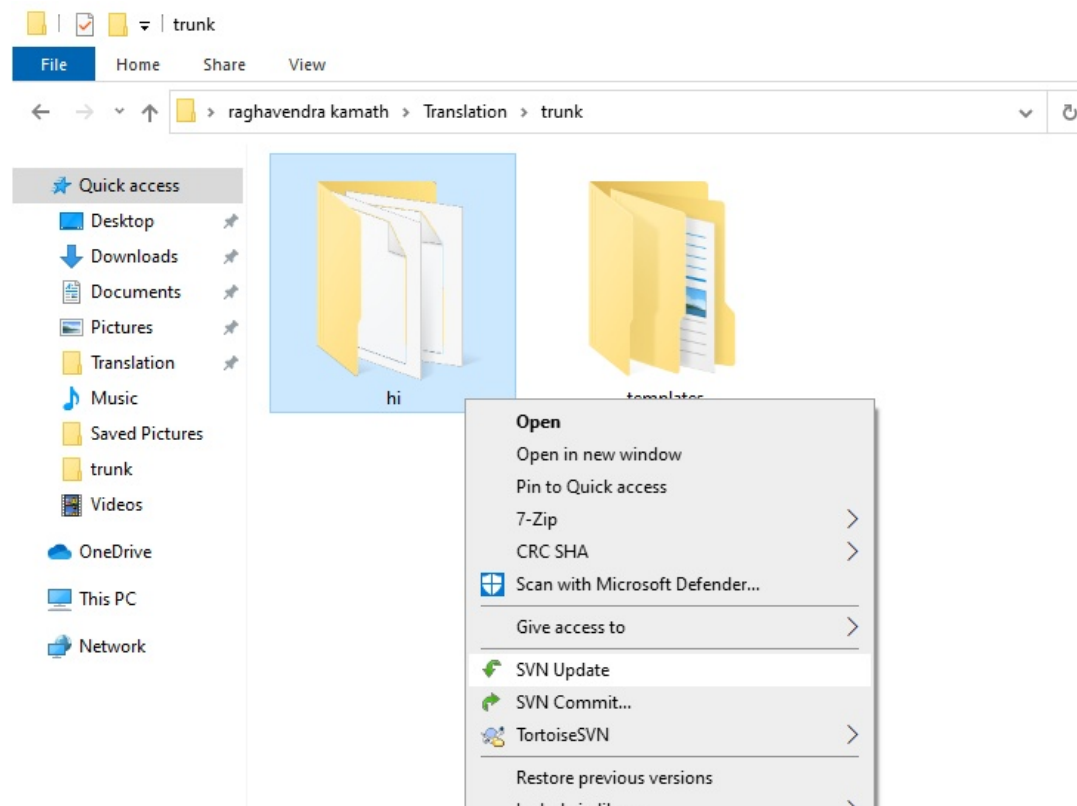 trunk
File Home Share View
raghavendra kamath > Translation > trunk
Quick access
Desktop
Downloads
Documents
Pictures
Translation
Music
Saved Pictures
trunk
Videos
OneDrive
This PC
Network
hi
templates
Open
Open in new window
Pin to Quick access
7-Zip
CRC SHA
Scan with Microsoft Defender...
Give access to
SVN Update
SVN Commit...
TortoiseSVN
Restore previous versions